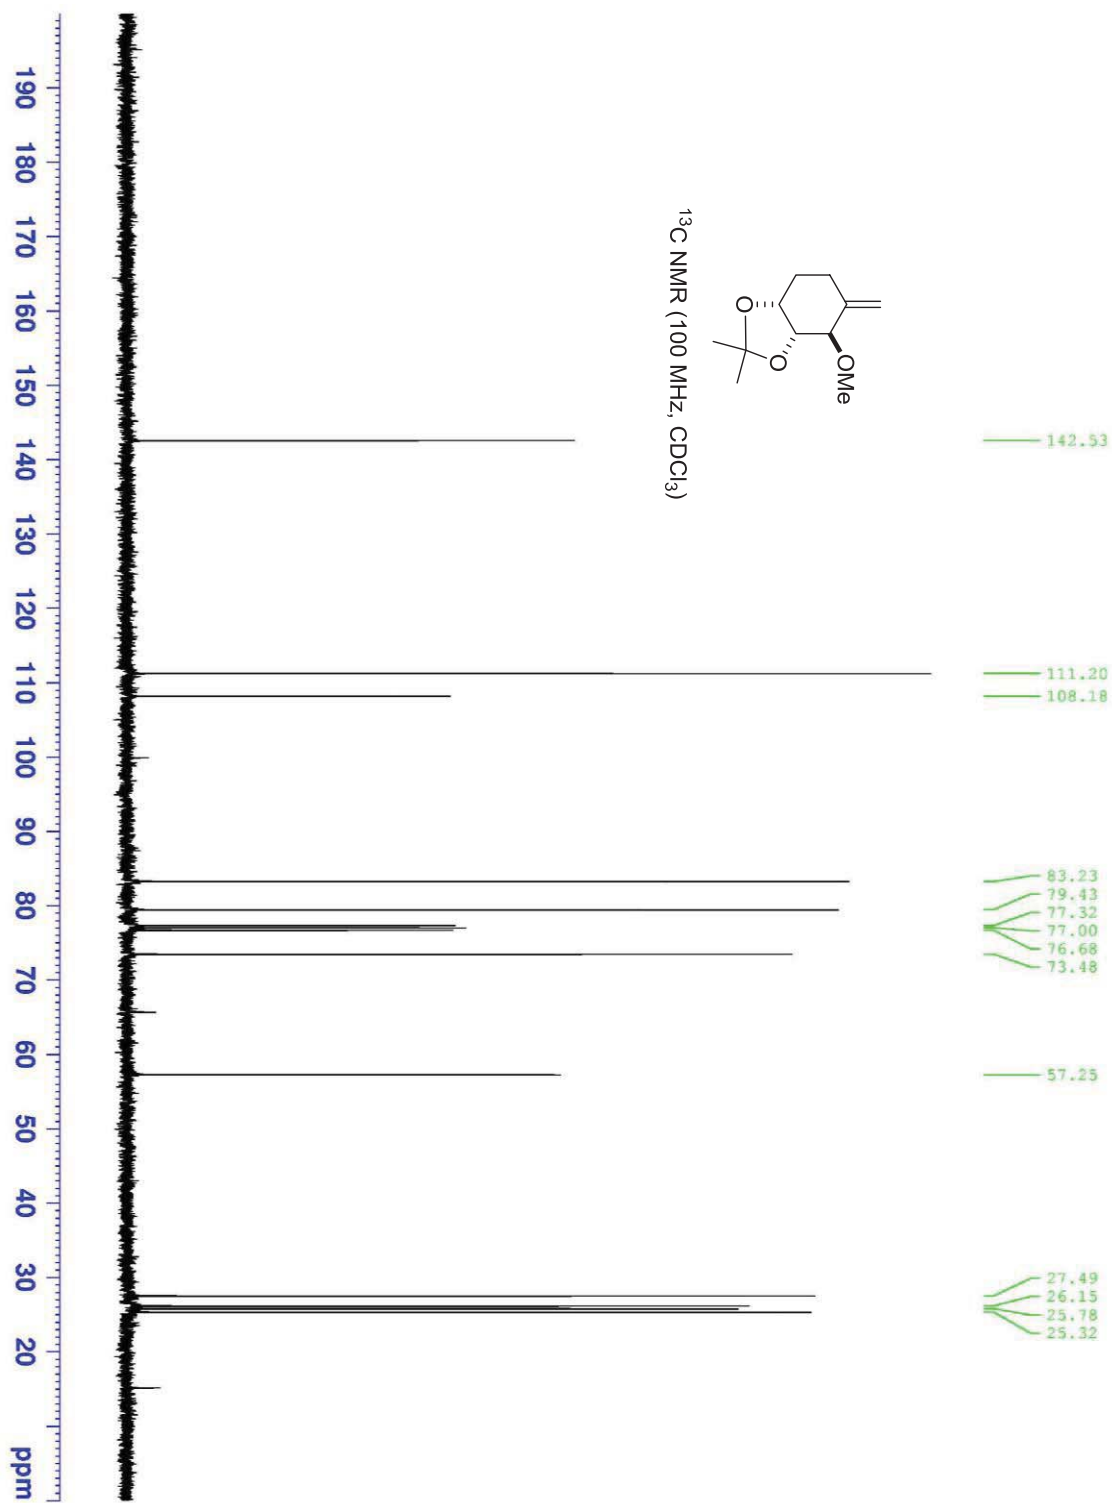 142.53
111.20
108.18
83.23
79.43
77.32
77.00
76.68
73.48
57.25
27.49
26.15
25.78
25.32
OMe
O
O
¹³C NMR (100 MHz, CDCl₃)
190 180 170 160 150 140 130 120 110 100 90 80 70 60 50 40 30 20 ppm